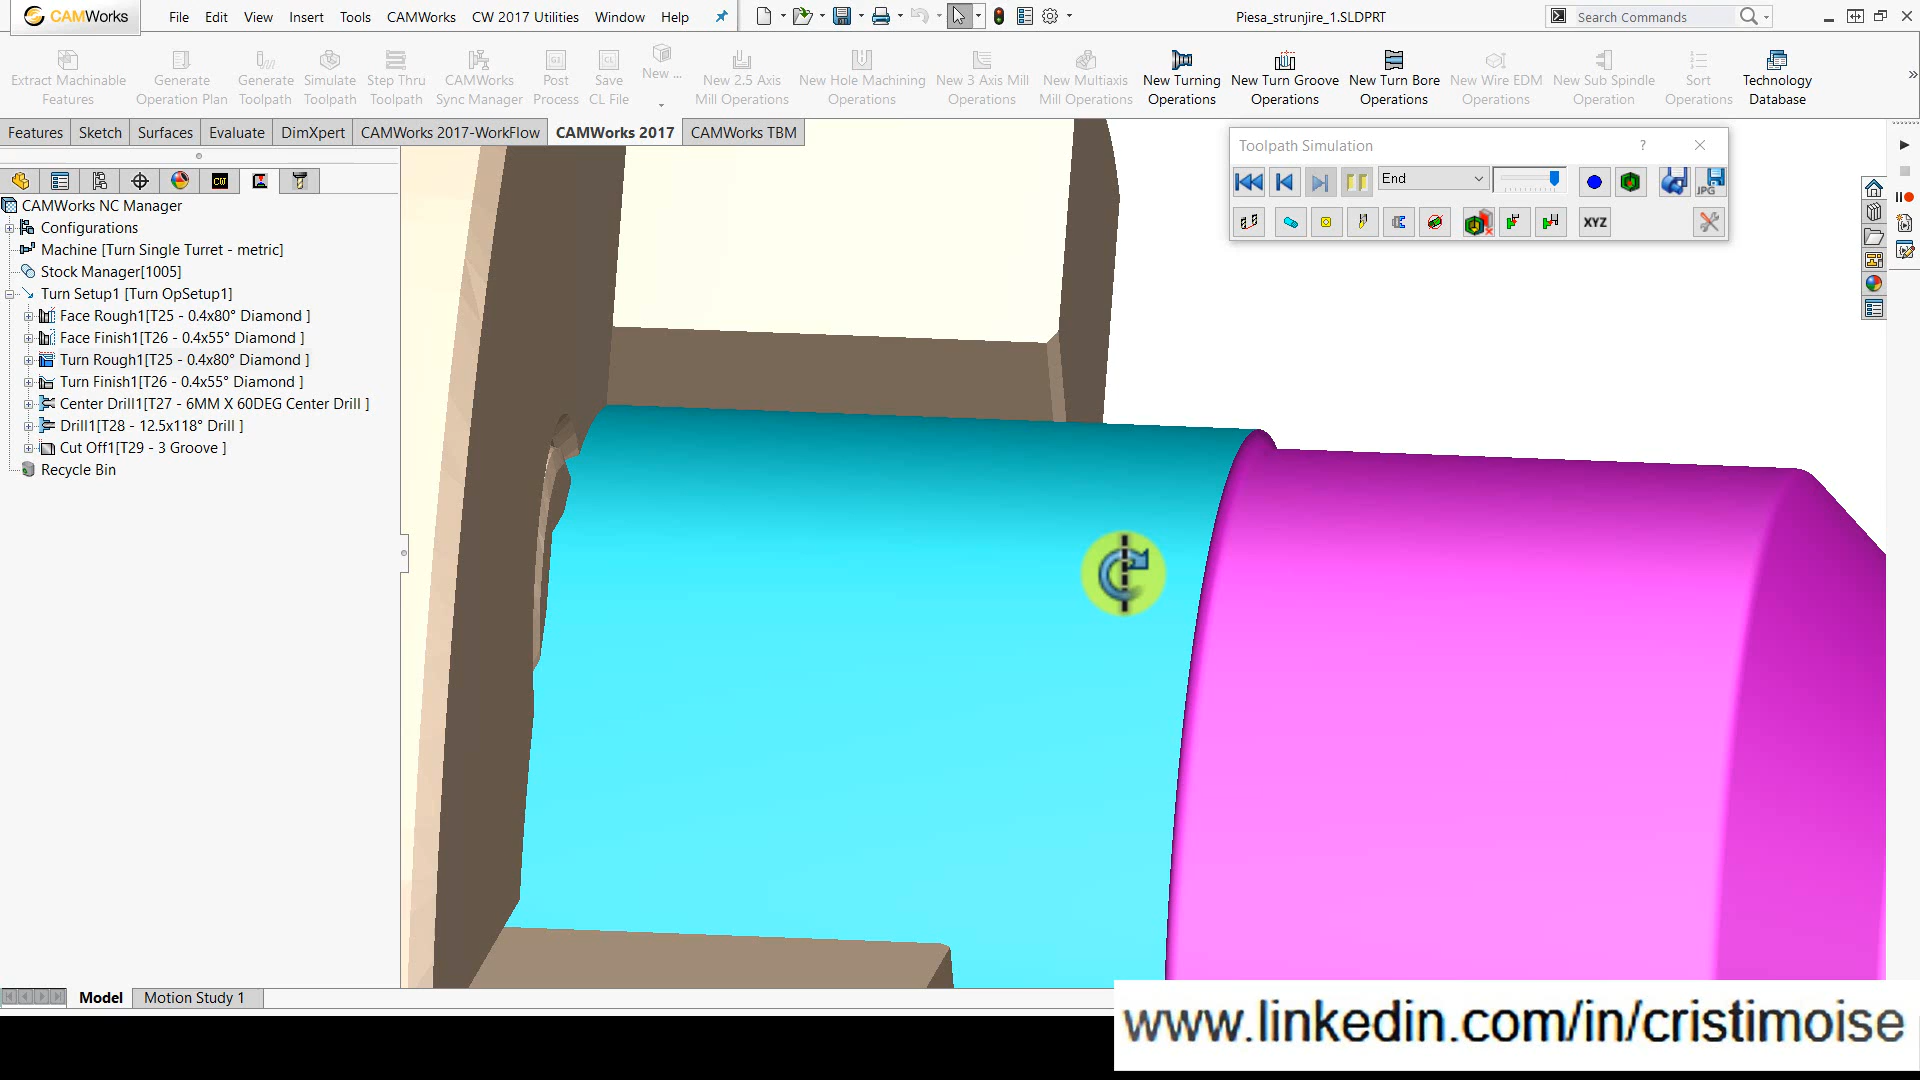 CAMWorks File Edit View Insert Tools CAMWorks CW 2017 Utilities Window Help Piesa_strunjire_1.SLDPRT Search Commands
Extract Machinable Features
Generate Operation Plan
Generate Toolpath
Simulate Toolpath
Step Thru Toolpath
CAMWorks Sync Manager
Post Process
Save CL File
New ...
New 2.5 Axis Mill Operations
New Hole Machining Operations
New 3 Axis Mill Operations
New Multiaxis Mill Operations
New Turning Operations
New Turn Groove Operations
New Turn Bore Operations
New Wire EDM Operations
New Sub Spindle Operation
Sort Operations
Technology Database
Features Sketch Surfaces Evaluate DimXpert CAMWorks 2017-WorkFlow CAMWorks 2017 CAMWorks TBM
Toolpath Simulation ?
End
JPG
XYZ
CAMWorks NC Manager
Configurations
Machine [Turn Single Turret - metric]
Stock Manager[1005]
Turn Setup1 [Turn OpSetup1]
Face Rough1[T25 - 0.4x80° Diamond ]
Face Finish1[T26 - 0.4x55° Diamond ]
Turn Rough1[T25 - 0.4x80° Diamond ]
Turn Finish1[T26 - 0.4x55° Diamond ]
Center Drill1[T27 - 6MM X 60DEG Center Drill ]
Drill1[T28 - 12.5x118° Drill ]
Cut Off1[T29 - 3 Groove ]
Recycle Bin
Model Motion Study 1
www.linkedin.com/in/cristimoise